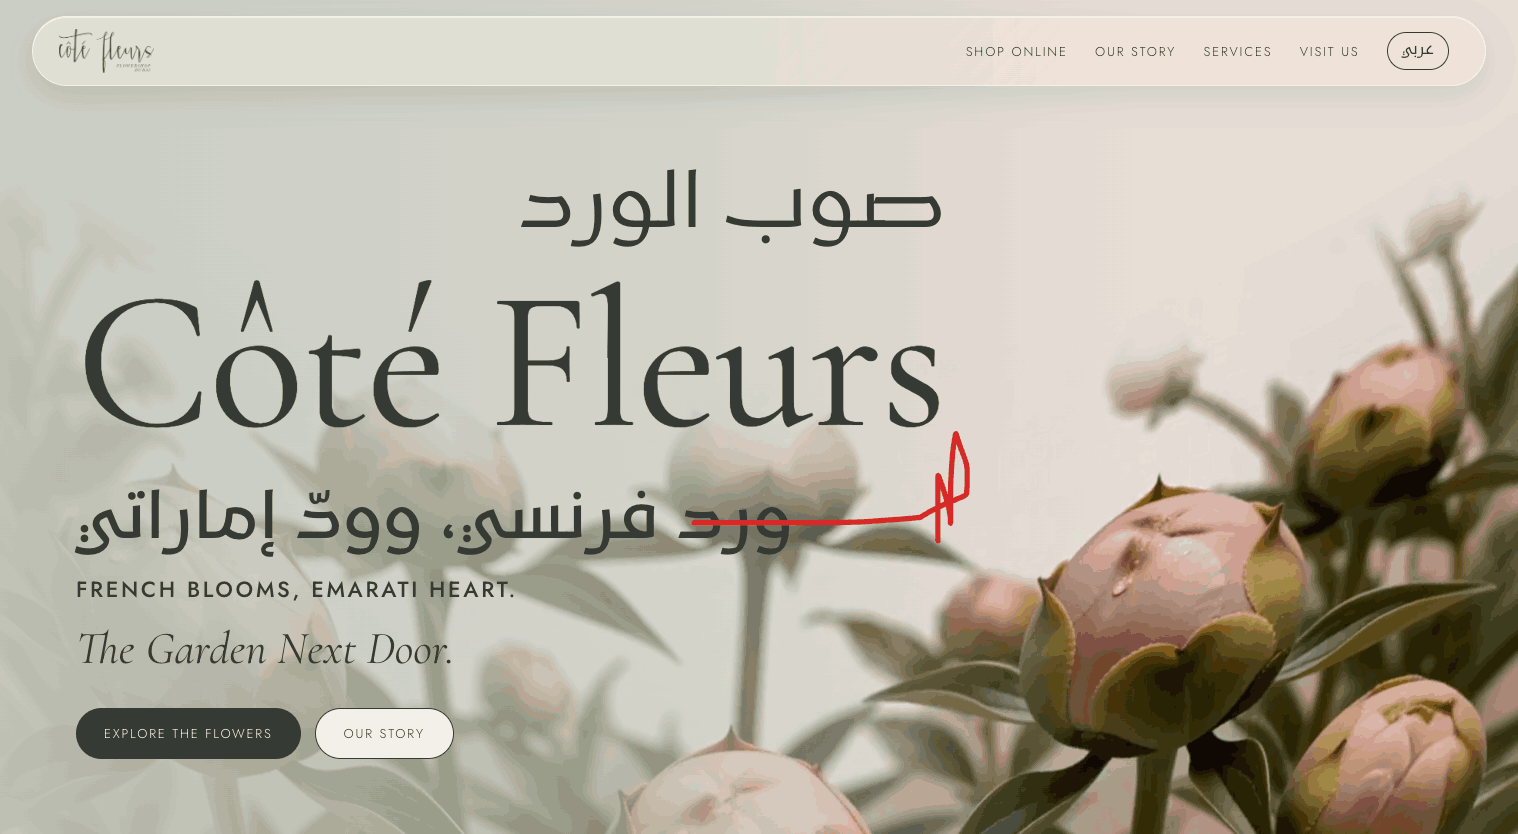 côté fleurs
SHOP ONLINE
OUR STORY
SERVICES
VISIT US
عربي
صوب الورد
Côté Fleurs
ورد فرنسي، وودّ إماراتي
FRENCH BLOOMS, EMARATI HEART.
The Garden Next Door.
EXPLORE THE FLOWERS
OUR STORY